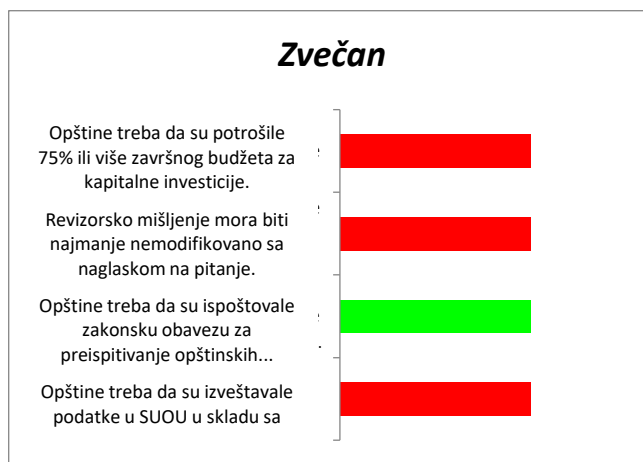 Zvečan
Opštine treba da su potrošile
75% ili više završnog budžeta za
kapitalne investicije.
Revizorsko mišljenje mora biti
najmanje nemodifikovano sa
naglaskom na pitanje.
Opštine treba da su ispoštovale
zakonsku obavezu za
preispitivanje opštinskih...
Opštine treba da su izveštavale
podatke u SUOU u skladu sa